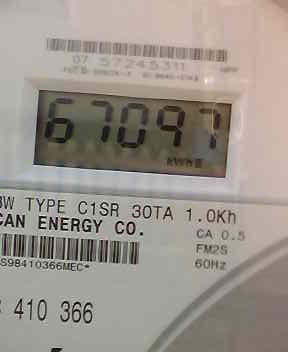 07 57245311
67097
kWh
W TYPE C1SR 30TA 1.0Kh
CAN ENERGY CO.
CA 0.5
FM2S
S98410366MEC*
60Hz
410 366